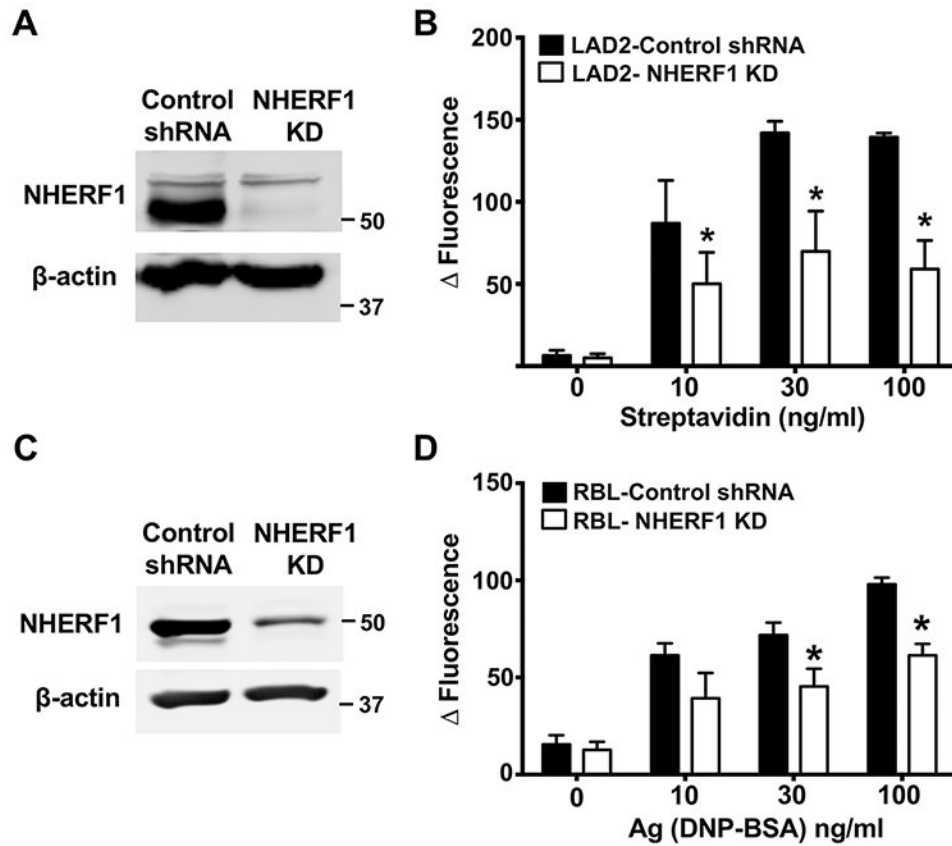 A
Control NHERF1
shRNA KD
NHERF1
50
β-actin
37
B
200
LAD2-Control shRNA
LAD2- NHERF1 KD
150
100
50
Δ Fluorescence
* * *
0 10 30 100
Streptavidin (ng/ml)
C
Control NHERF1
shRNA KD
NHERF1
50
β-actin
37
D
150
RBL-Control shRNA
RBL- NHERF1 KD
100
50
0
Δ Fluorescence
* *
0 10 30 100
Ag (DNP-BSA) ng/ml